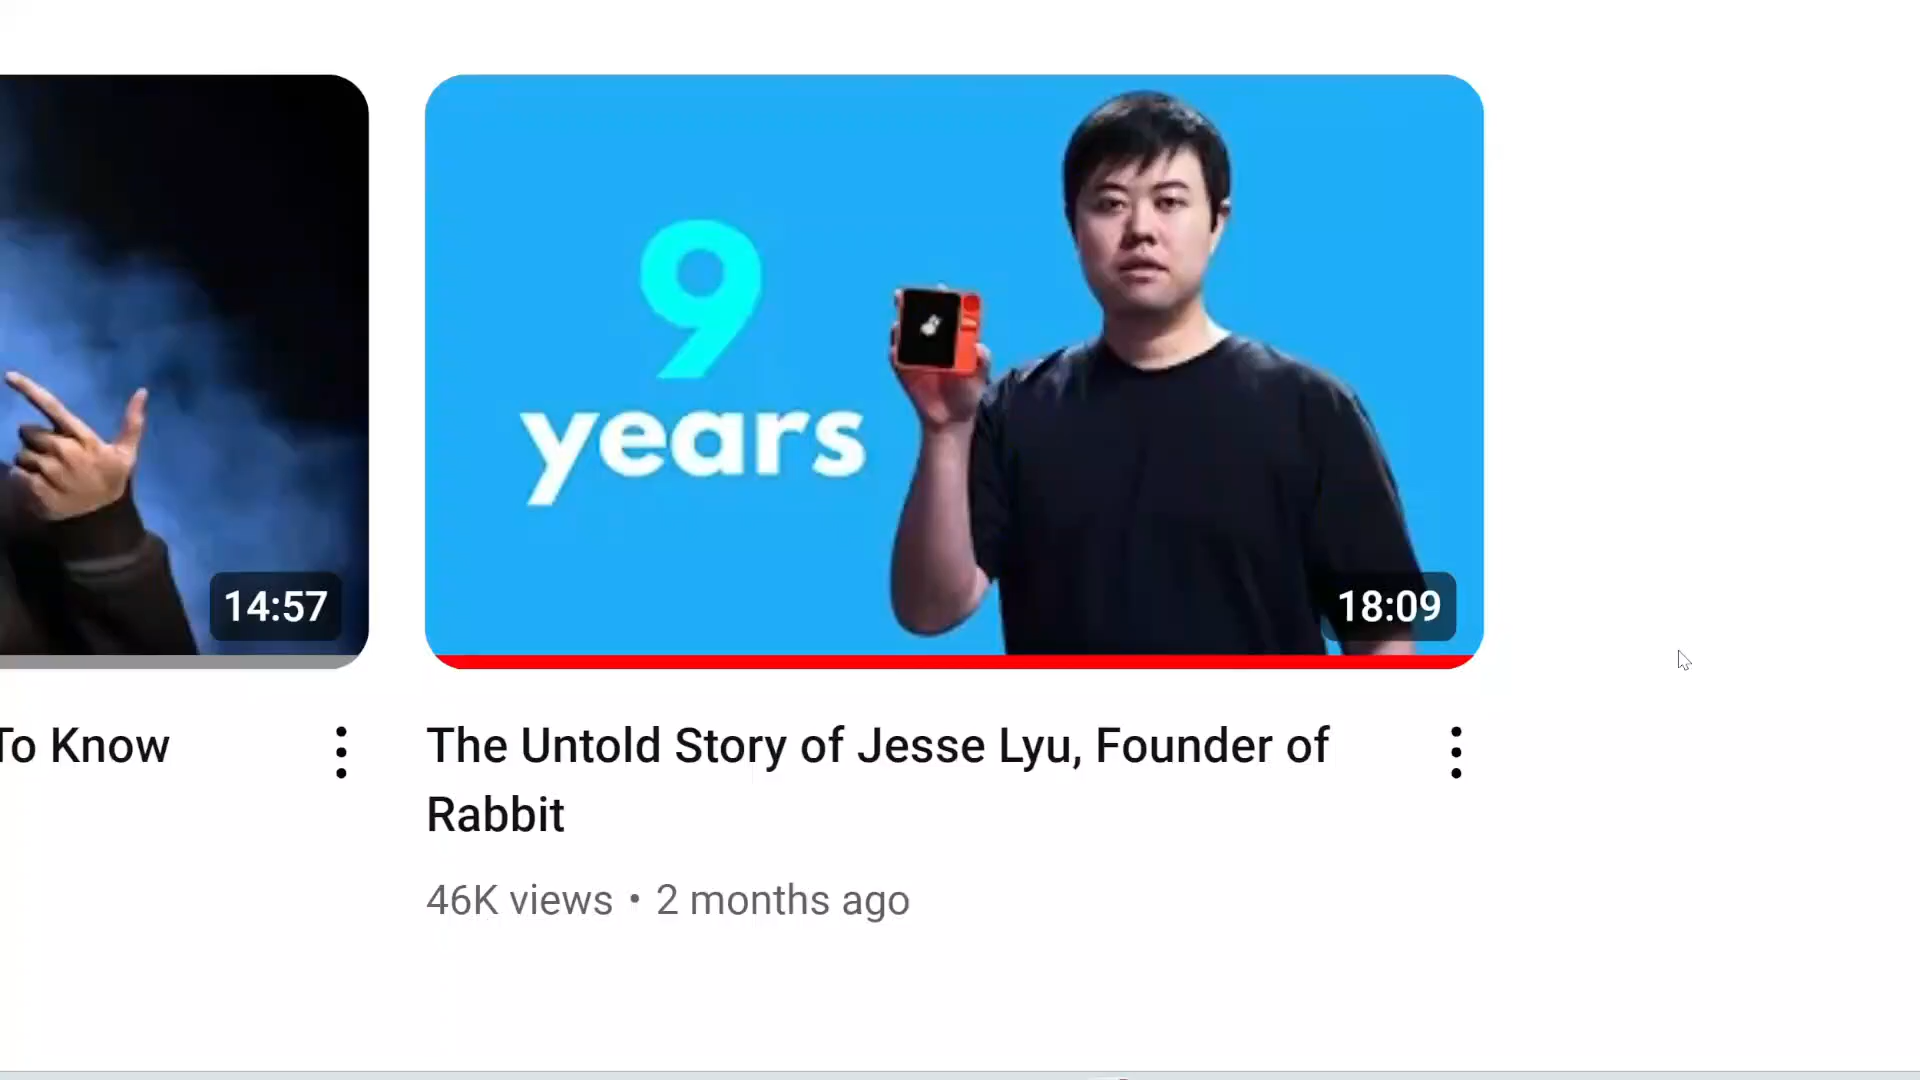 9
years
14:57
18:09
To Know
The Untold Story of Jesse Lyu, Founder of
Rabbit
46K views • 2 months ago